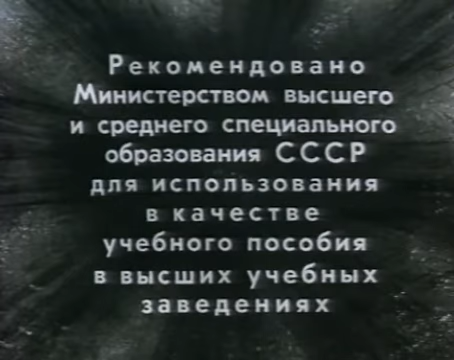 Рекомендовано
Министерством высшего
и среднего специального
образования СССР
для использования
в качестве
учебного пособия
в высших учебных
заведениях